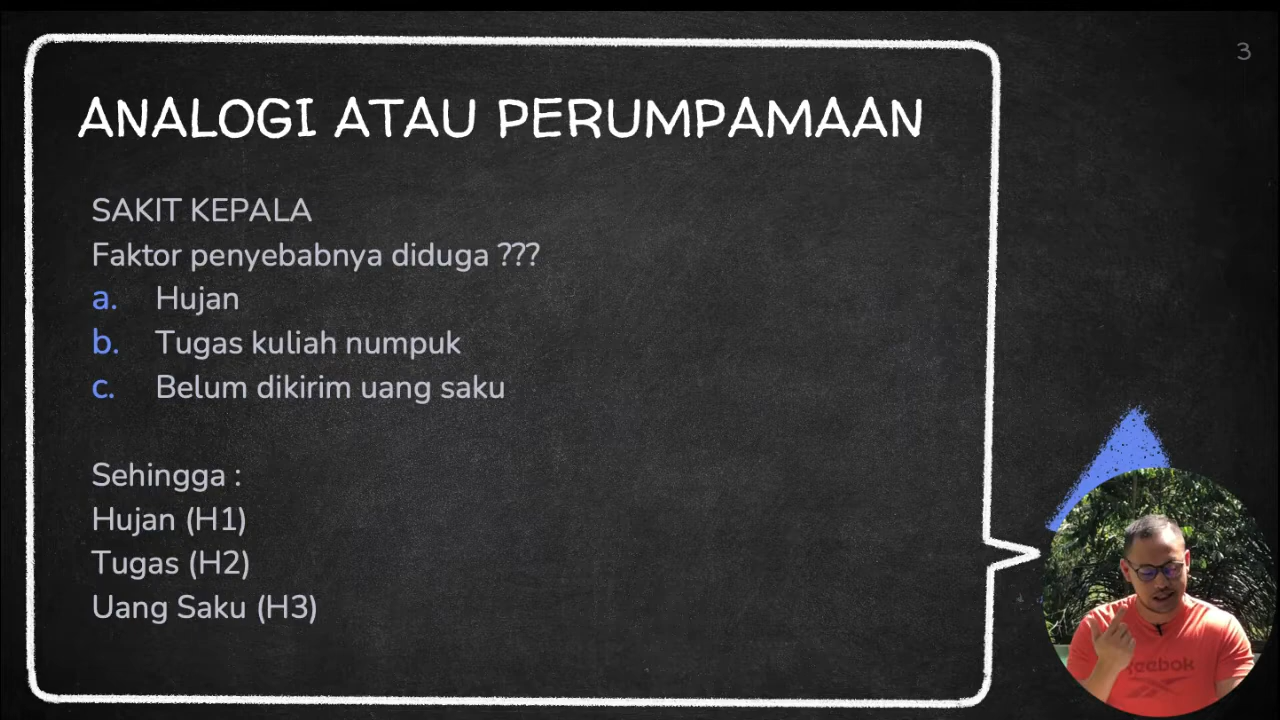 3
ANALOGI ATAU PERUMPAMAAN
SAKIT KEPALA
Faktor penyebabnya diduga ???
a. Hujan
b. Tugas kuliah numpuk
c. Belum dikirim uang saku
Sehingga :
Hujan (H1)
Tugas (H2)
Uang Saku (H3)
Reebok